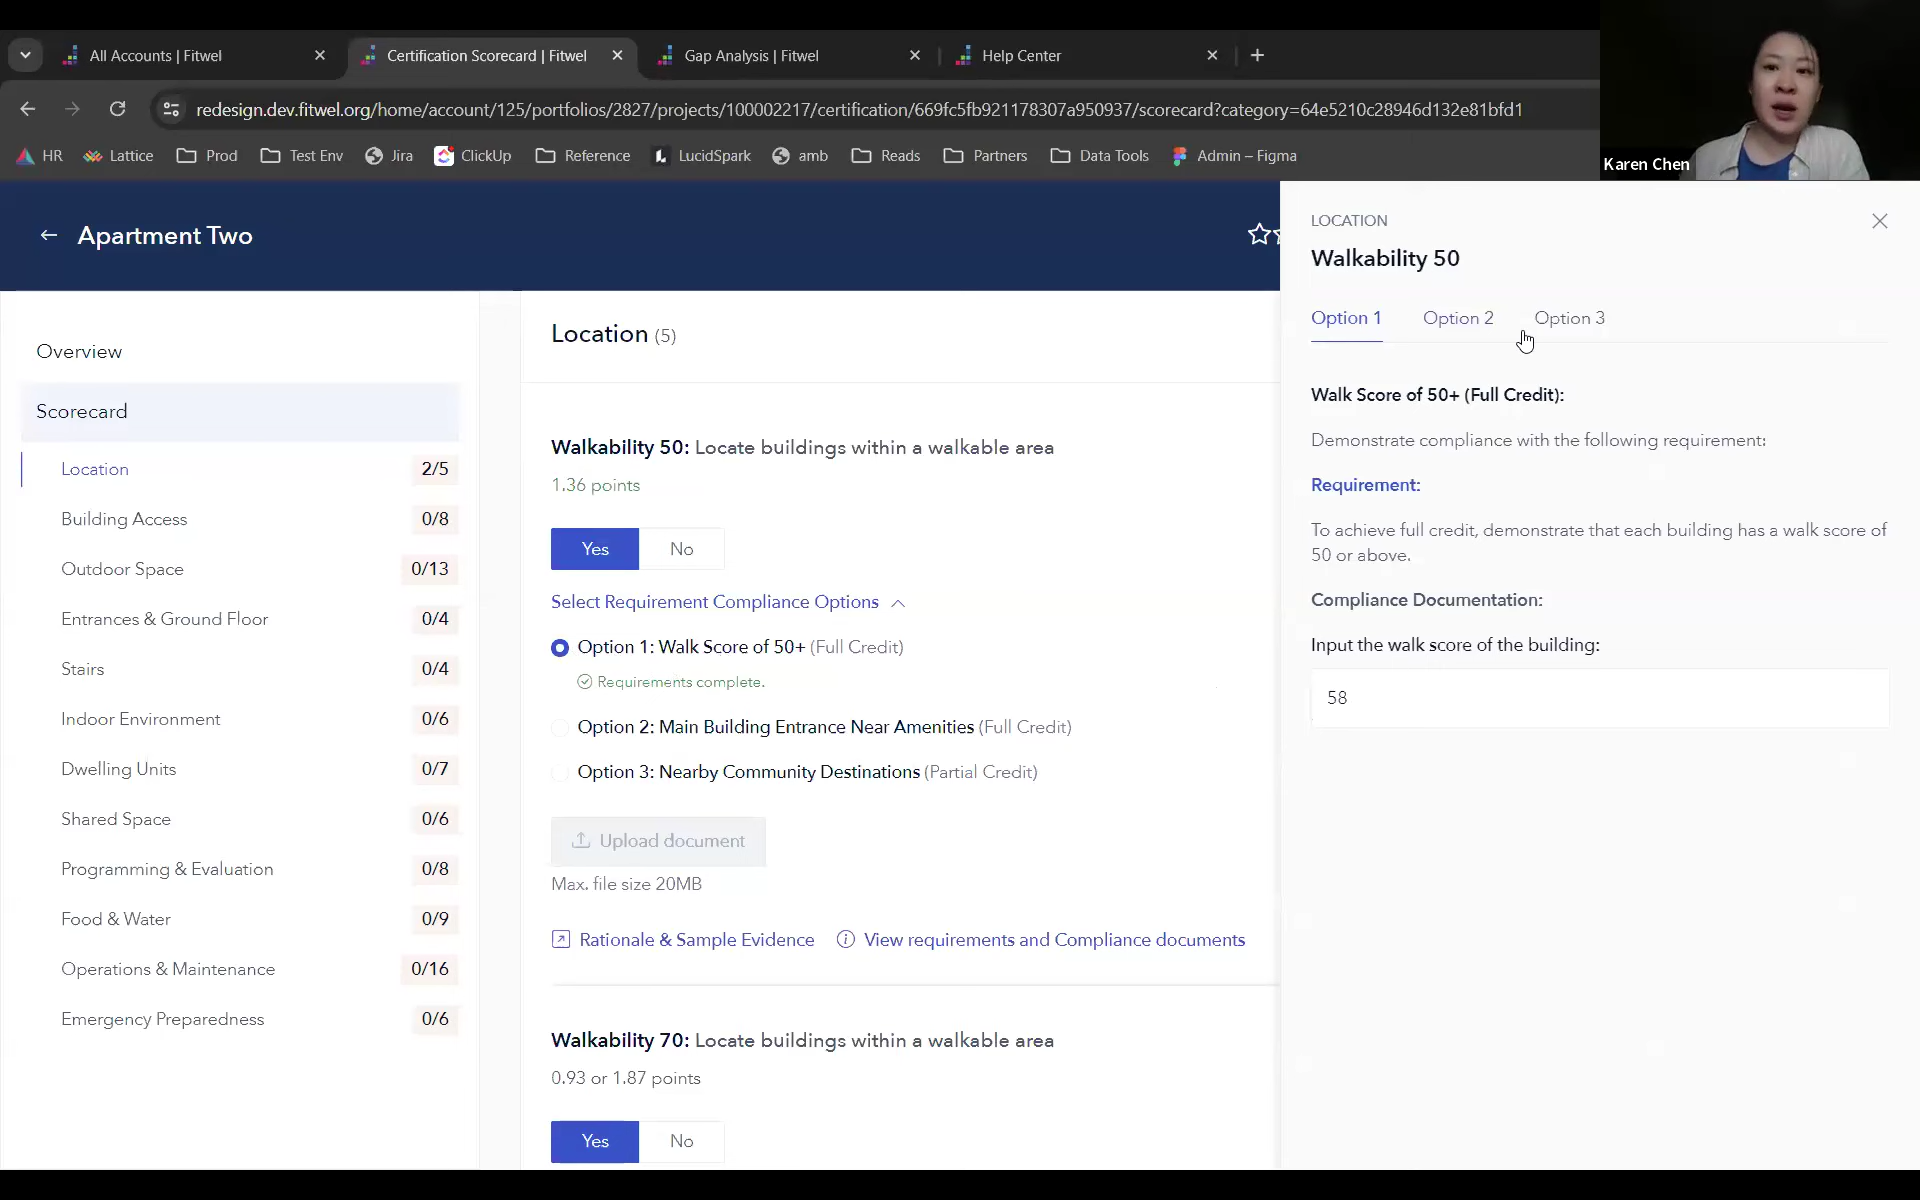 All Accounts | Fitwel
Certification Scorecard | Fitwel
Gap Analysis | Fitwel
Help Center
redesign.dev.fitwel.org/home/account/125/portfolios/2827/projects/100002217/certification/669fc5fb921178307a950937/scorecard?category=64e5210c28946d132e81bfd1
HR
Lattice
Prod
Test Env
Jira
ClickUp
Reference
LucidSpark
amb
Reads
Partners
Data Tools
Admin – Figma
Karen Chen
Apartment Two
Overview
Scorecard
Location 2/5
Building Access 0/8
Outdoor Space 0/13
Entrances & Ground Floor 0/4
Stairs 0/4
Indoor Environment 0/6
Dwelling Units 0/7
Shared Space 0/6
Programming & Evaluation 0/8
Food & Water 0/9
Operations & Maintenance 0/16
Emergency Preparedness 0/6
Location (5)
Walkability 50: Locate buildings within a walkable area
1.36 points
Yes No
Select Requirement Compliance Options
Option 1: Walk Score of 50+ (Full Credit)
Requirements complete.
Option 2: Main Building Entrance Near Amenities (Full Credit)
Option 3: Nearby Community Destinations (Partial Credit)
Upload document
Max. file size 20MB
Rationale & Sample Evidence
View requirements and Compliance documents
Walkability 70: Locate buildings within a walkable area
0.93 or 1.87 points
Yes No
LOCATION
Walkability 50
Option 1 Option 2 Option 3
Walk Score of 50+ (Full Credit):
Demonstrate compliance with the following requirement:
Requirement:
To achieve full credit, demonstrate that each building has a walk score of
50 or above.
Compliance Documentation:
Input the walk score of the building:
58